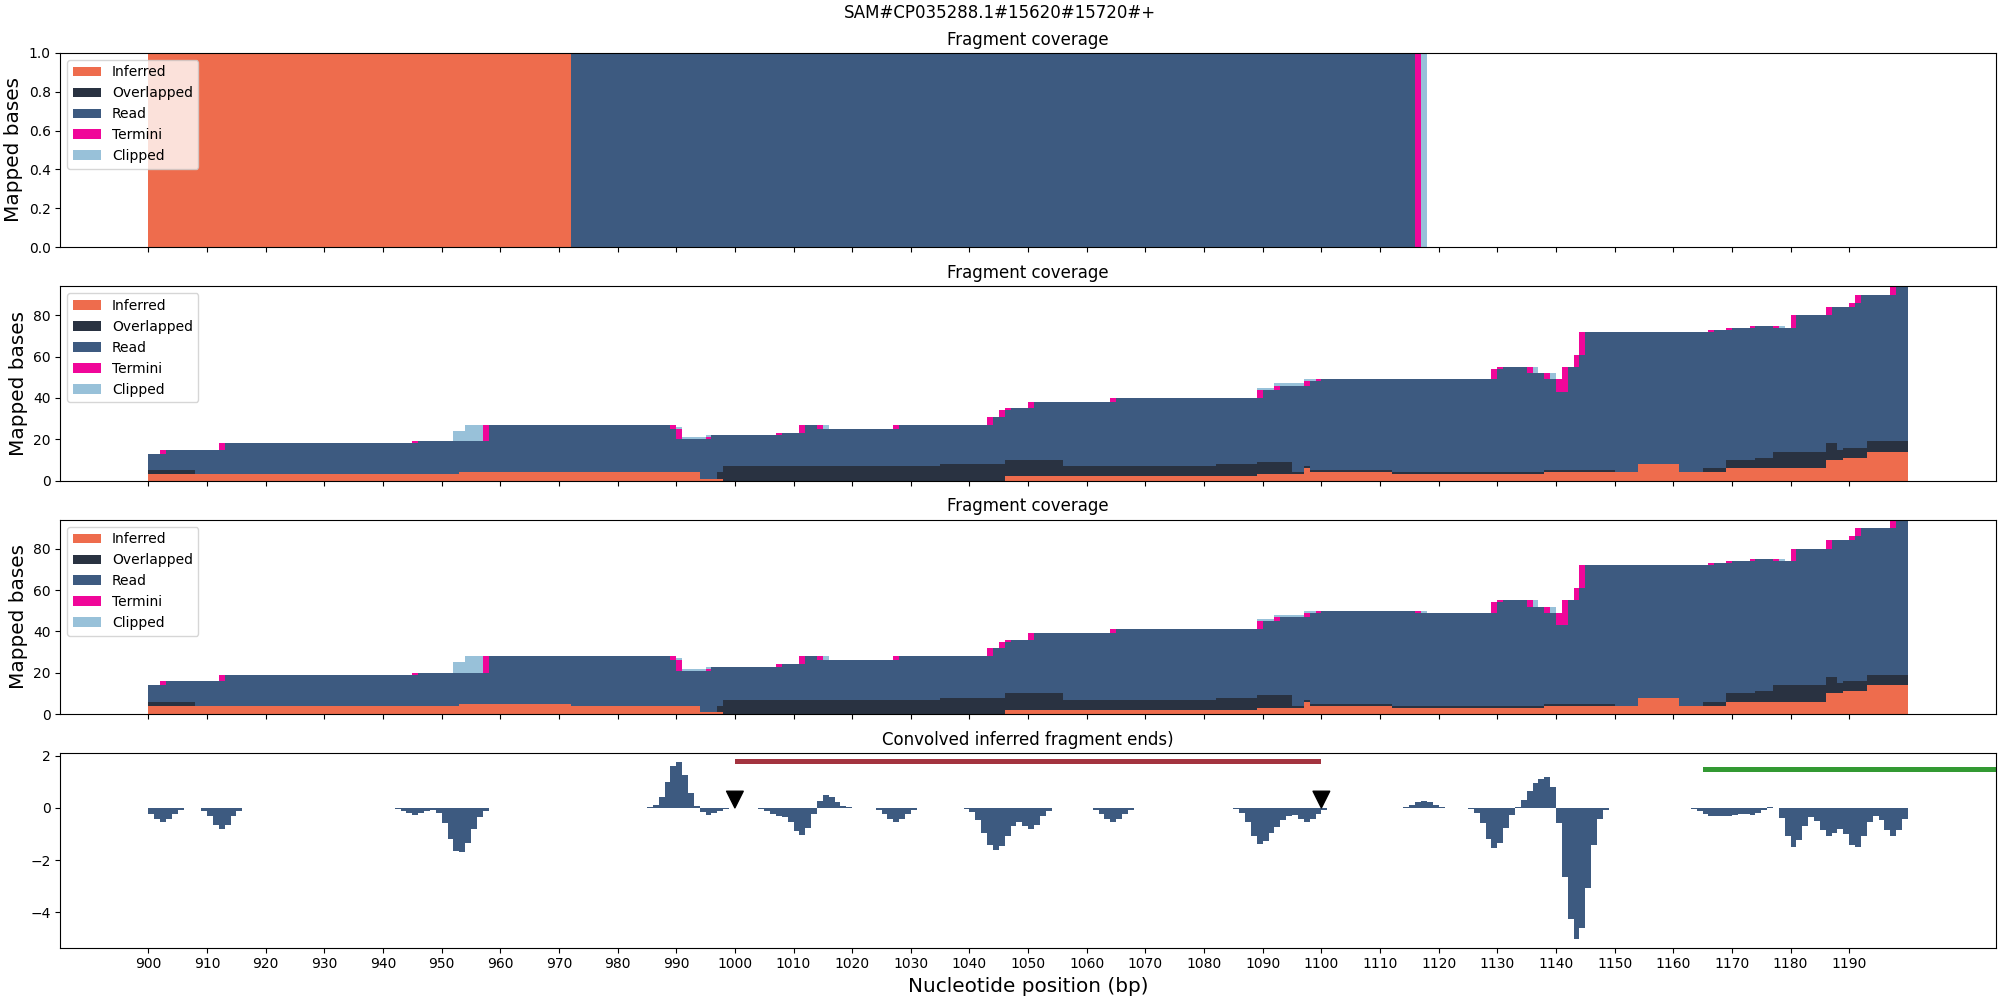 SAM#CP035288.1#15620#15720#+
Fragment coverage
Mapped bases
1.0
0.8
0.6
0.4
0.2
0.0
Inferred
Overlapped
Read
Termini
Clipped
Fragment coverage
Mapped bases
80
60
40
20
0
Inferred
Overlapped
Read
Termini
Clipped
Fragment coverage
Mapped bases
80
60
40
20
0
Inferred
Overlapped
Read
Termini
Clipped
Convolved inferred fragment ends)
2
0
−2
−4
900 910 920 930 940 950 960 970 980 990 1000 1010 1020 1030 1040 1050 1060 1070 1080 1090 1100 1110 1120 1130 1140 1150 1160 1170 1180 1190
Nucleotide position (bp)